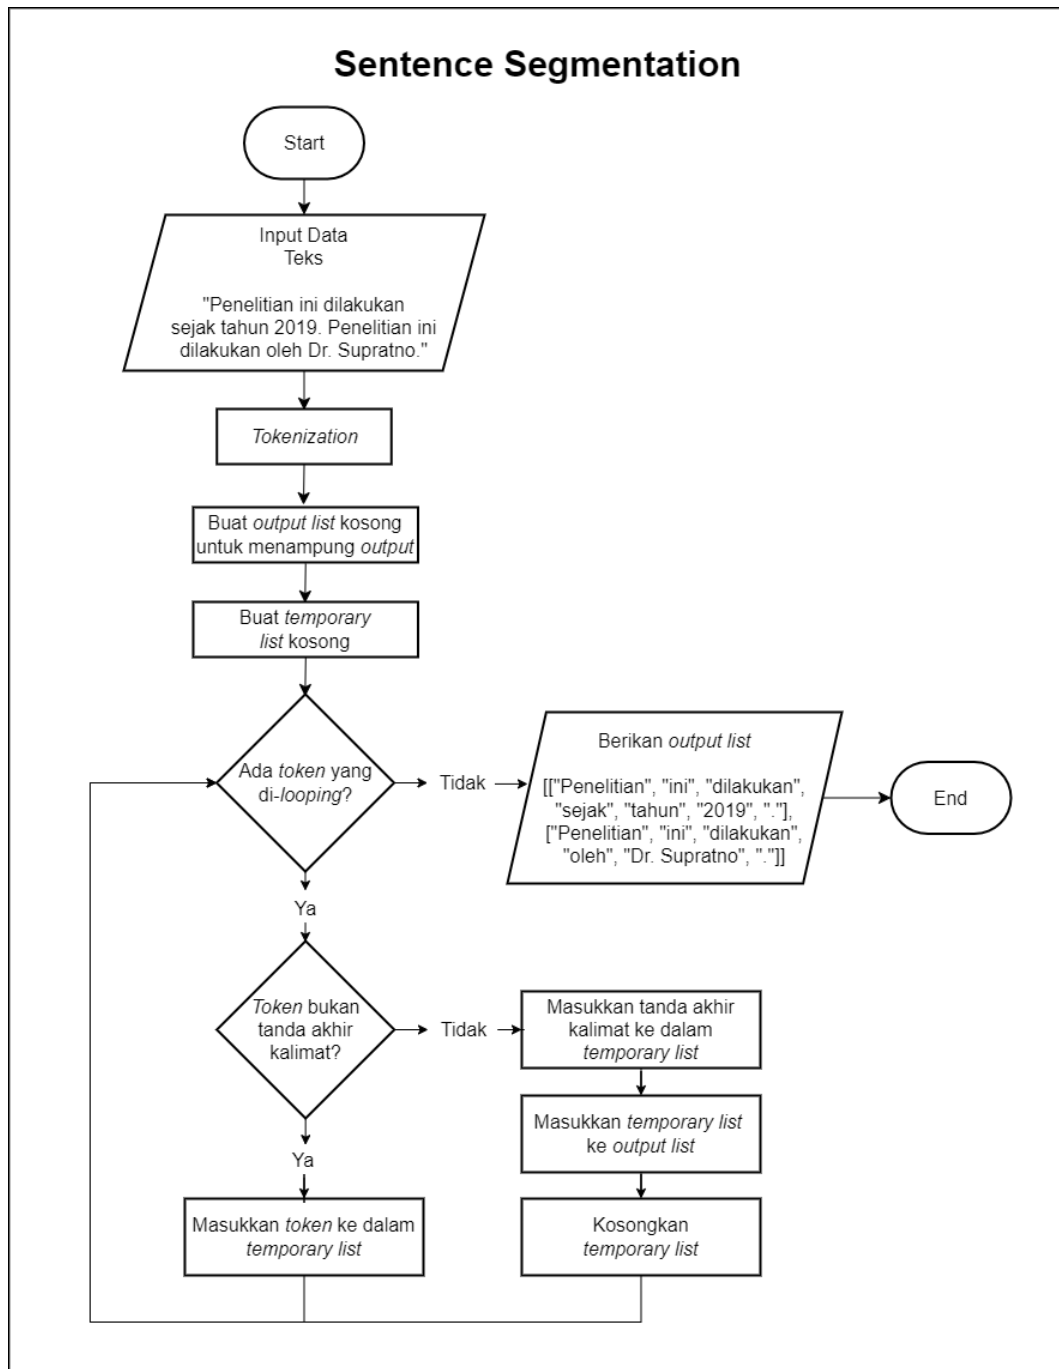 Sentence Segmentation
Start
Input Data
Teks
"Penelitian ini dilakukan
sejak tahun 2019. Penelitian ini
dilakukan oleh Dr. Supratno."
Tokenization
Buat output list kosong
untuk menampung output
Buat temporary
list kosong
Ada token yang
di-looping?
Tidak
Berikan output list
[["Penelitian", "ini", "dilakukan",
"sejak", "tahun", "2019", "."],
["Penelitian", "ini", "dilakukan",
"oleh", "Dr. Supratno", "."]]
End
Ya
Token bukan
tanda akhir
kalimat?
Tidak
Masukkan tanda akhir
kalimat ke dalam
temporary list
Masukkan temporary list
ke output list
Kosongkan
temporary list
Ya
Masukkan token ke dalam
temporary list